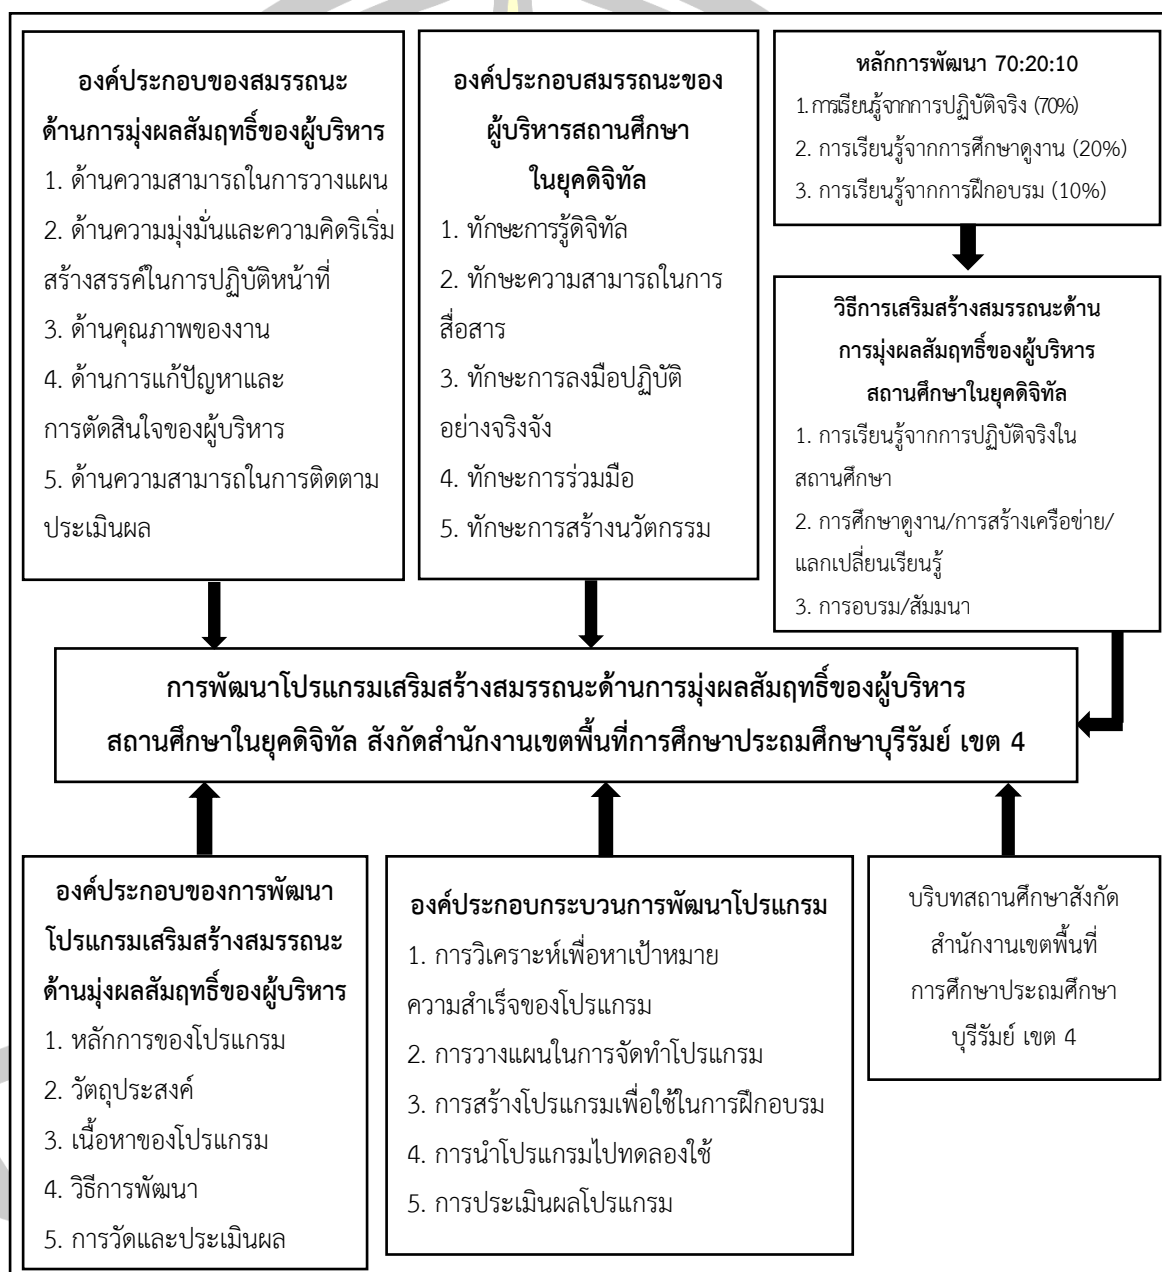 องค์ประกอบของสมรรถนะ
ด้านการมุ่งผลสัมฤทธิ์ของผู้บริหาร
1. ด้านความสามารถในการวางแผน
2. ด้านความมุ่งมั่นและความคิดริเริ่ม
สร้างสรรค์ในการปฏิบัติหน้าที่
3. ด้านคุณภาพของงาน
4. ด้านการแก้ปัญหาและ
การตัดสินใจของผู้บริหาร
5. ด้านความสามารถในการติดตาม
ประเมินผล
องค์ประกอบสมรรถนะของ
ผู้บริหารสถานศึกษา
ในยุคดิจิทัล
1. ทักษะการรู้ดิจิทัล
2. ทักษะความสามารถในการ
สื่อสาร
3. ทักษะการลงมือปฏิบัติ
อย่างจริงจัง
4. ทักษะการร่วมมือ
5. ทักษะการสร้างนวัตกรรม
หลักการพัฒนา 70:20:10
1.การเรียนรู้จากการปฏิบัติจริง (70%)
2. การเรียนรู้จากการศึกษาดูงาน (20%)
3. การเรียนรู้จากการฝึกอบรม (10%)
วิธีการเสริมสร้างสมรรถนะด้าน
การมุ่งผลสัมฤทธิ์ของผู้บริหาร
สถานศึกษาในยุคดิจิทัล
1. การเรียนรู้จากการปฏิบัติจริงใน
สถานศึกษา
2. การศึกษาดูงาน/การสร้างเครือข่าย/
แลกเปลี่ยนเรียนรู้
3. การอบรม/สัมมนา
การพัฒนาโปรแกรมเสริมสร้างสมรรถนะด้านการมุ่งผลสัมฤทธิ์ของผู้บริหาร
สถานศึกษาในยุคดิจิทัล สังกัดสำนักงานเขตพื้นที่การศึกษาประถมศึกษาบุรีรัมย์ เขต 4
องค์ประกอบของการพัฒนา
โปรแกรมเสริมสร้างสมรรถนะ
ด้านมุ่งผลสัมฤทธิ์ของผู้บริหาร
1. หลักการของโปรแกรม
2. วัตถุประสงค์
3. เนื้อหาของโปรแกรม
4. วิธีการพัฒนา
5. การวัดและประเมินผล
องค์ประกอบกระบวนการพัฒนาโปรแกรม
1. การวิเคราะห์เพื่อหาเป้าหมาย
ความสำเร็จของโปรแกรม
2. การวางแผนในการจัดทำโปรแกรม
3. การสร้างโปรแกรมเพื่อใช้ในการฝึกอบรม
4. การนำโปรแกรมไปทดลองใช้
5. การประเมินผลโปรแกรม
บริบทสถานศึกษาสังกัด
สำนักงานเขตพื้นที่
การศึกษาประถมศึกษา
บุรีรัมย์ เขต 4